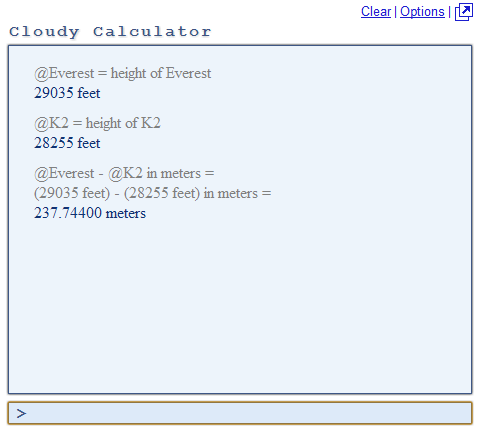 Clear | Options |
Cloudy Calculator
@Everest = height of Everest
29035 feet
@K2 = height of K2
28255 feet
@Everest - @K2 in meters =
(29035 feet) - (28255 feet) in meters =
237.74400 meters
>